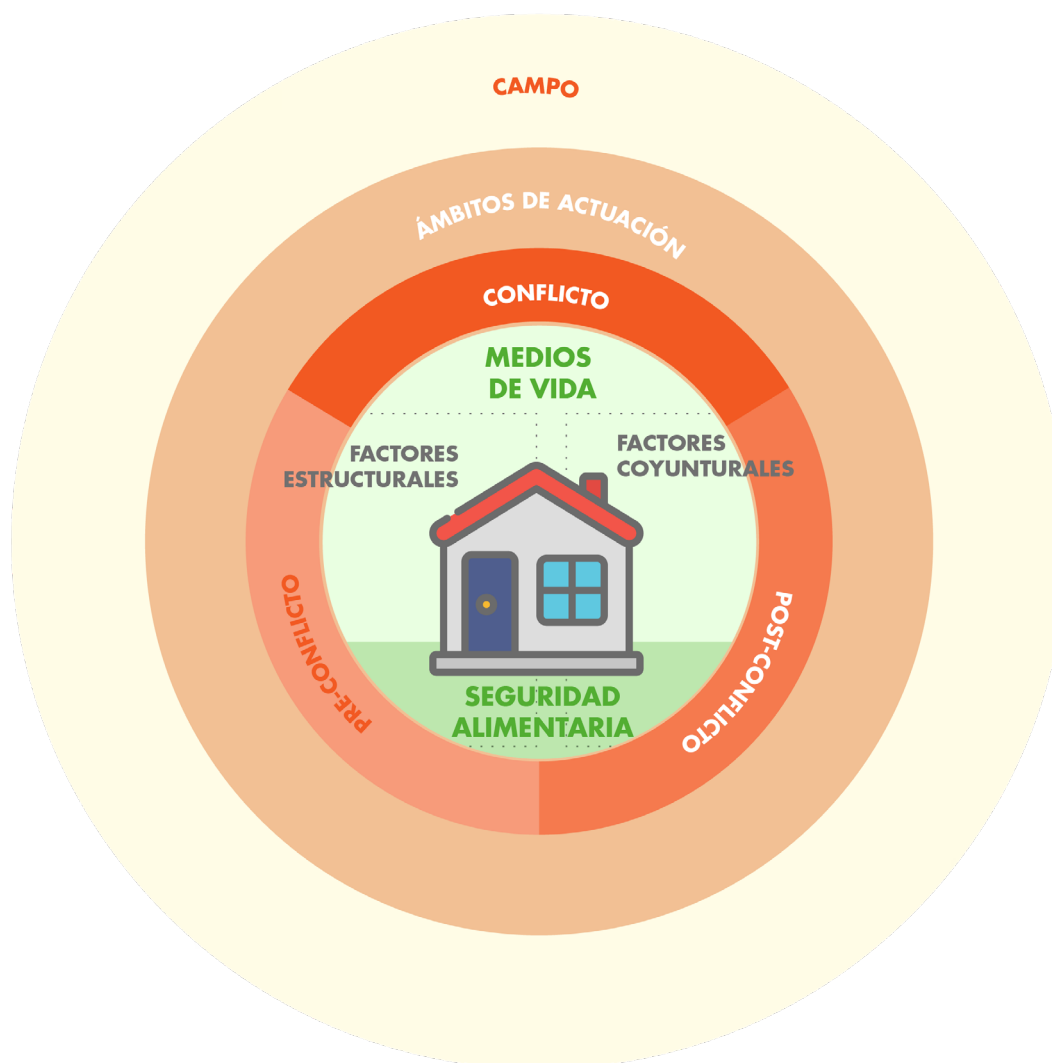 CAMPO
ÁMBITOS DE ACTUACIÓN
CONFLICTO
MEDIOS
DE VIDA
FACTORES
ESTRUCTURALES
FACTORES
COYUNTURALES
PRE-CONFLICTO
POST-CONFLICTO
SEGURIDAD
ALIMENTARIA